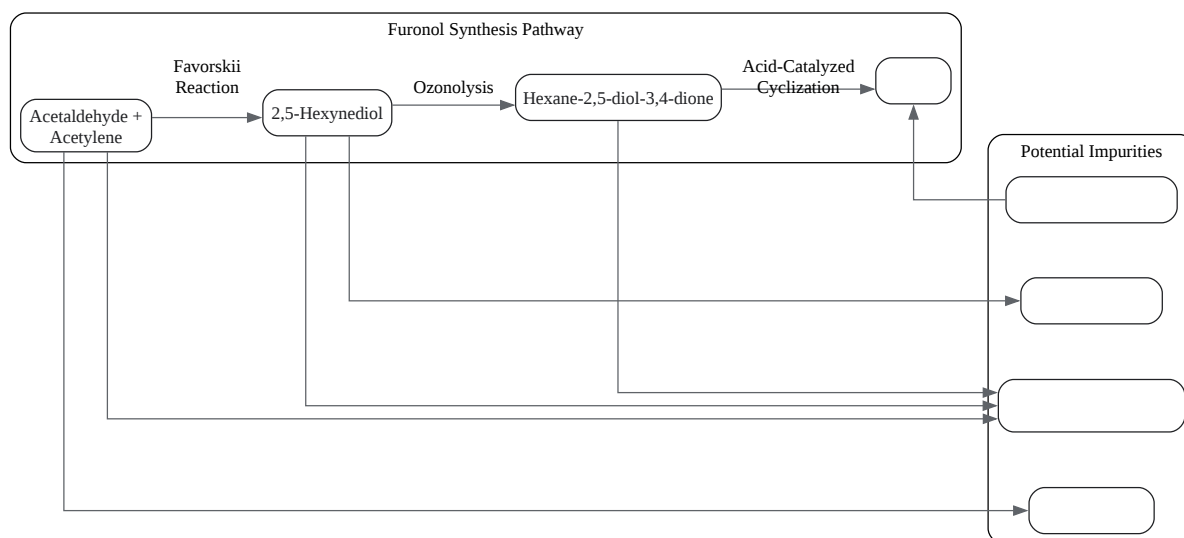 Furonol Synthesis Pathway
Favorskii
Reaction
Ozonolysis
Acid-Catalyzed
Cyclization
Acetaldehyde +
Acetylene
2,5-Hexynediol
Hexane-2,5-diol-3,4-dione
Potential Impurities